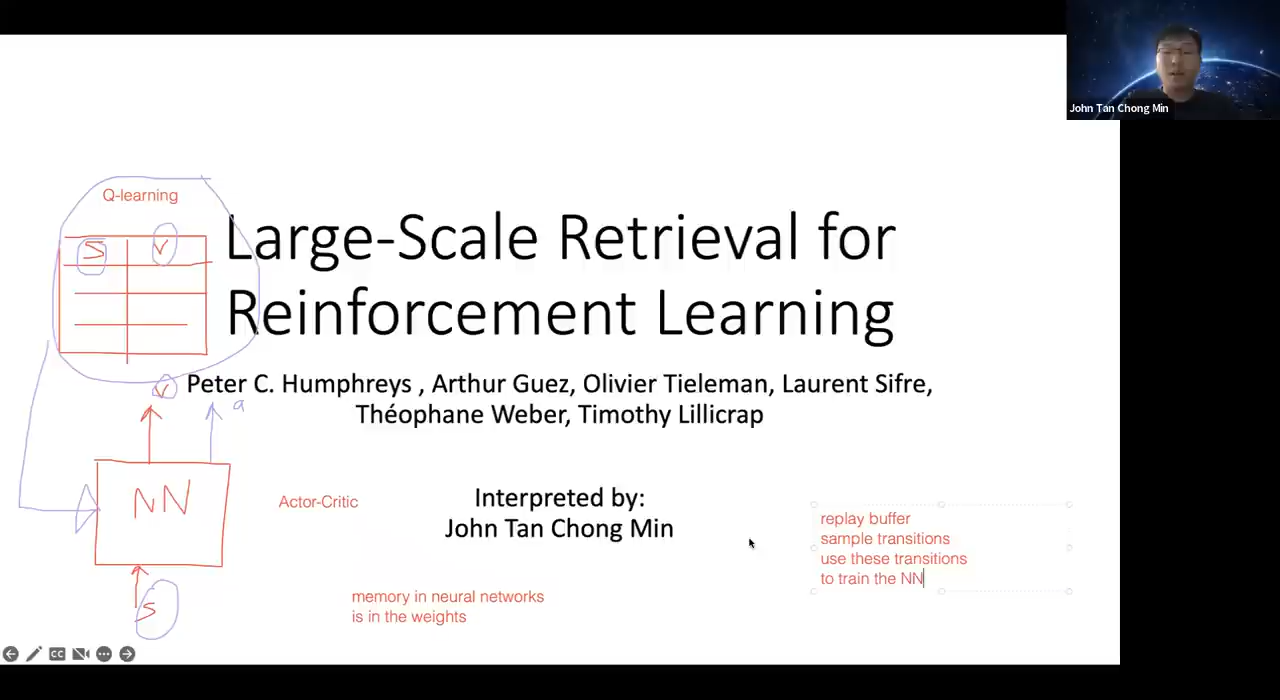 John Tan Chong Min
Q-learning
S V
Large-Scale Retrieval for
Reinforcement Learning
V
a
Peter C. Humphreys , Arthur Guez, Olivier Tieleman, Laurent Sifre,
Théophane Weber, Timothy Lillicrap
NN
Actor-Critic
Interpreted by:
John Tan Chong Min
replay buffer
sample transitions
use these transitions
to train the NN
memory in neural networks
is in the weights
S
CC